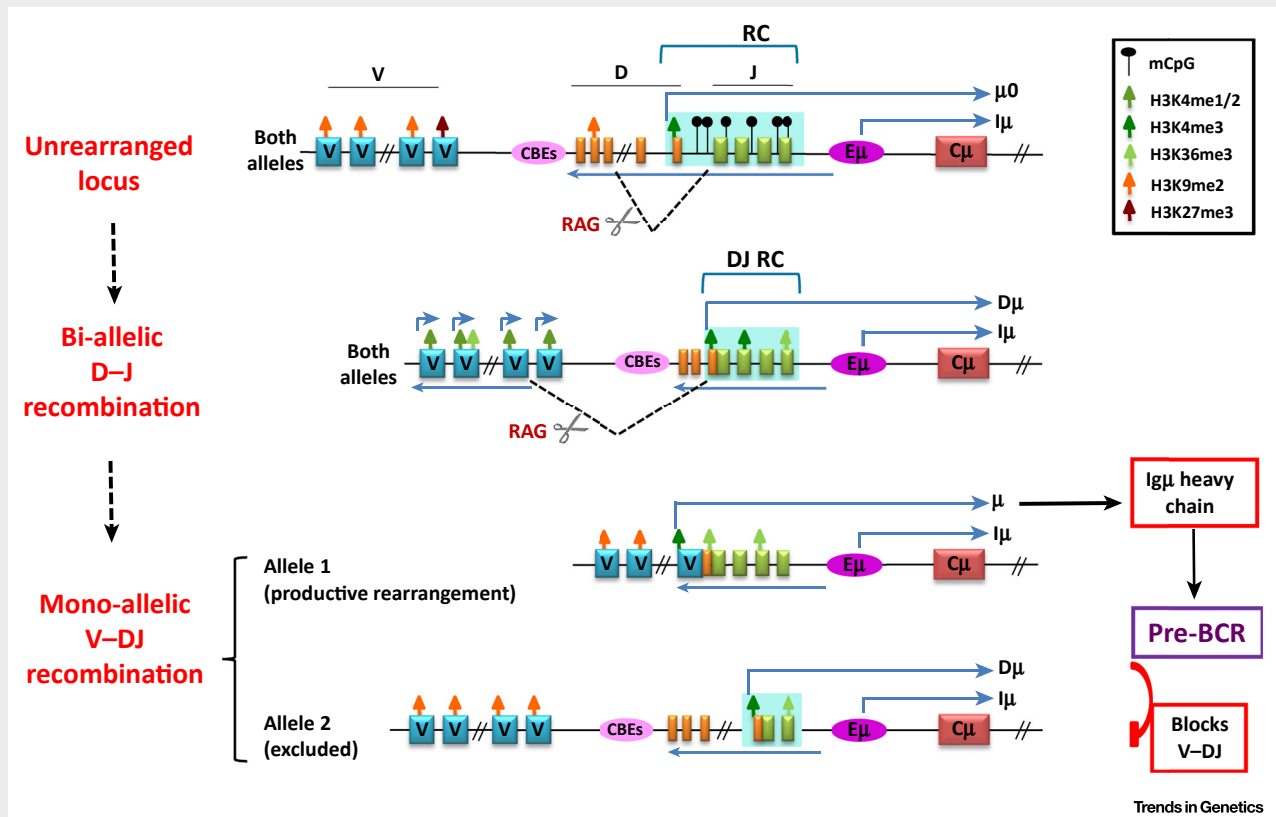 RC
V
D
J
mCpG
H3K4me1/2
H3K4me3
H3K36me3
H3K9me2
H3K27me3
μ0
Iμ
Unrearranged
locus
Both
alleles
V V // V V CBEs // Eμ Cμ //
RAG
DJ RC
Dμ
Iμ
Bi-allelic
D–J
recombination
Both
alleles
V V // V V CBEs Eμ Cμ //
RAG
μ
Igμ heavy
chain
Iμ
Allele 1
(productive rearrangement)
V V // V Eμ Cμ //
Mono-allelic
V–DJ
recombination
Pre-BCR
Dμ
Iμ
Allele 2
(excluded)
V V // V V CBEs // Eμ Cμ //
Blocks
V–DJ
Trends in Genetics